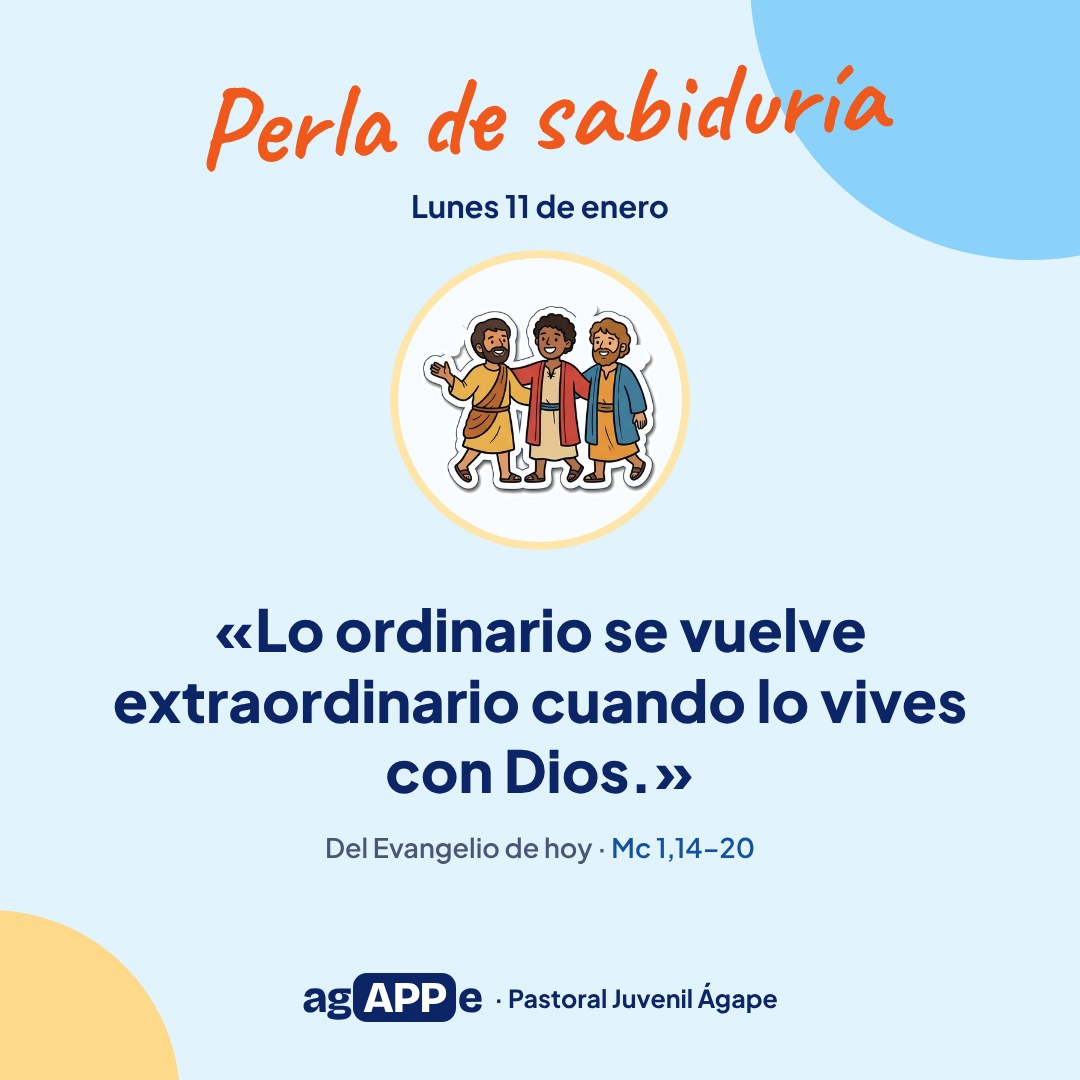 Perla de sabiduría
Lunes 11 de enero
«Lo ordinario se vuelve
extraordinario cuando lo vives
con Dios.»
Del Evangelio de hoy · Mc 1,14–20
agAPPe · Pastoral Juvenil Ágape